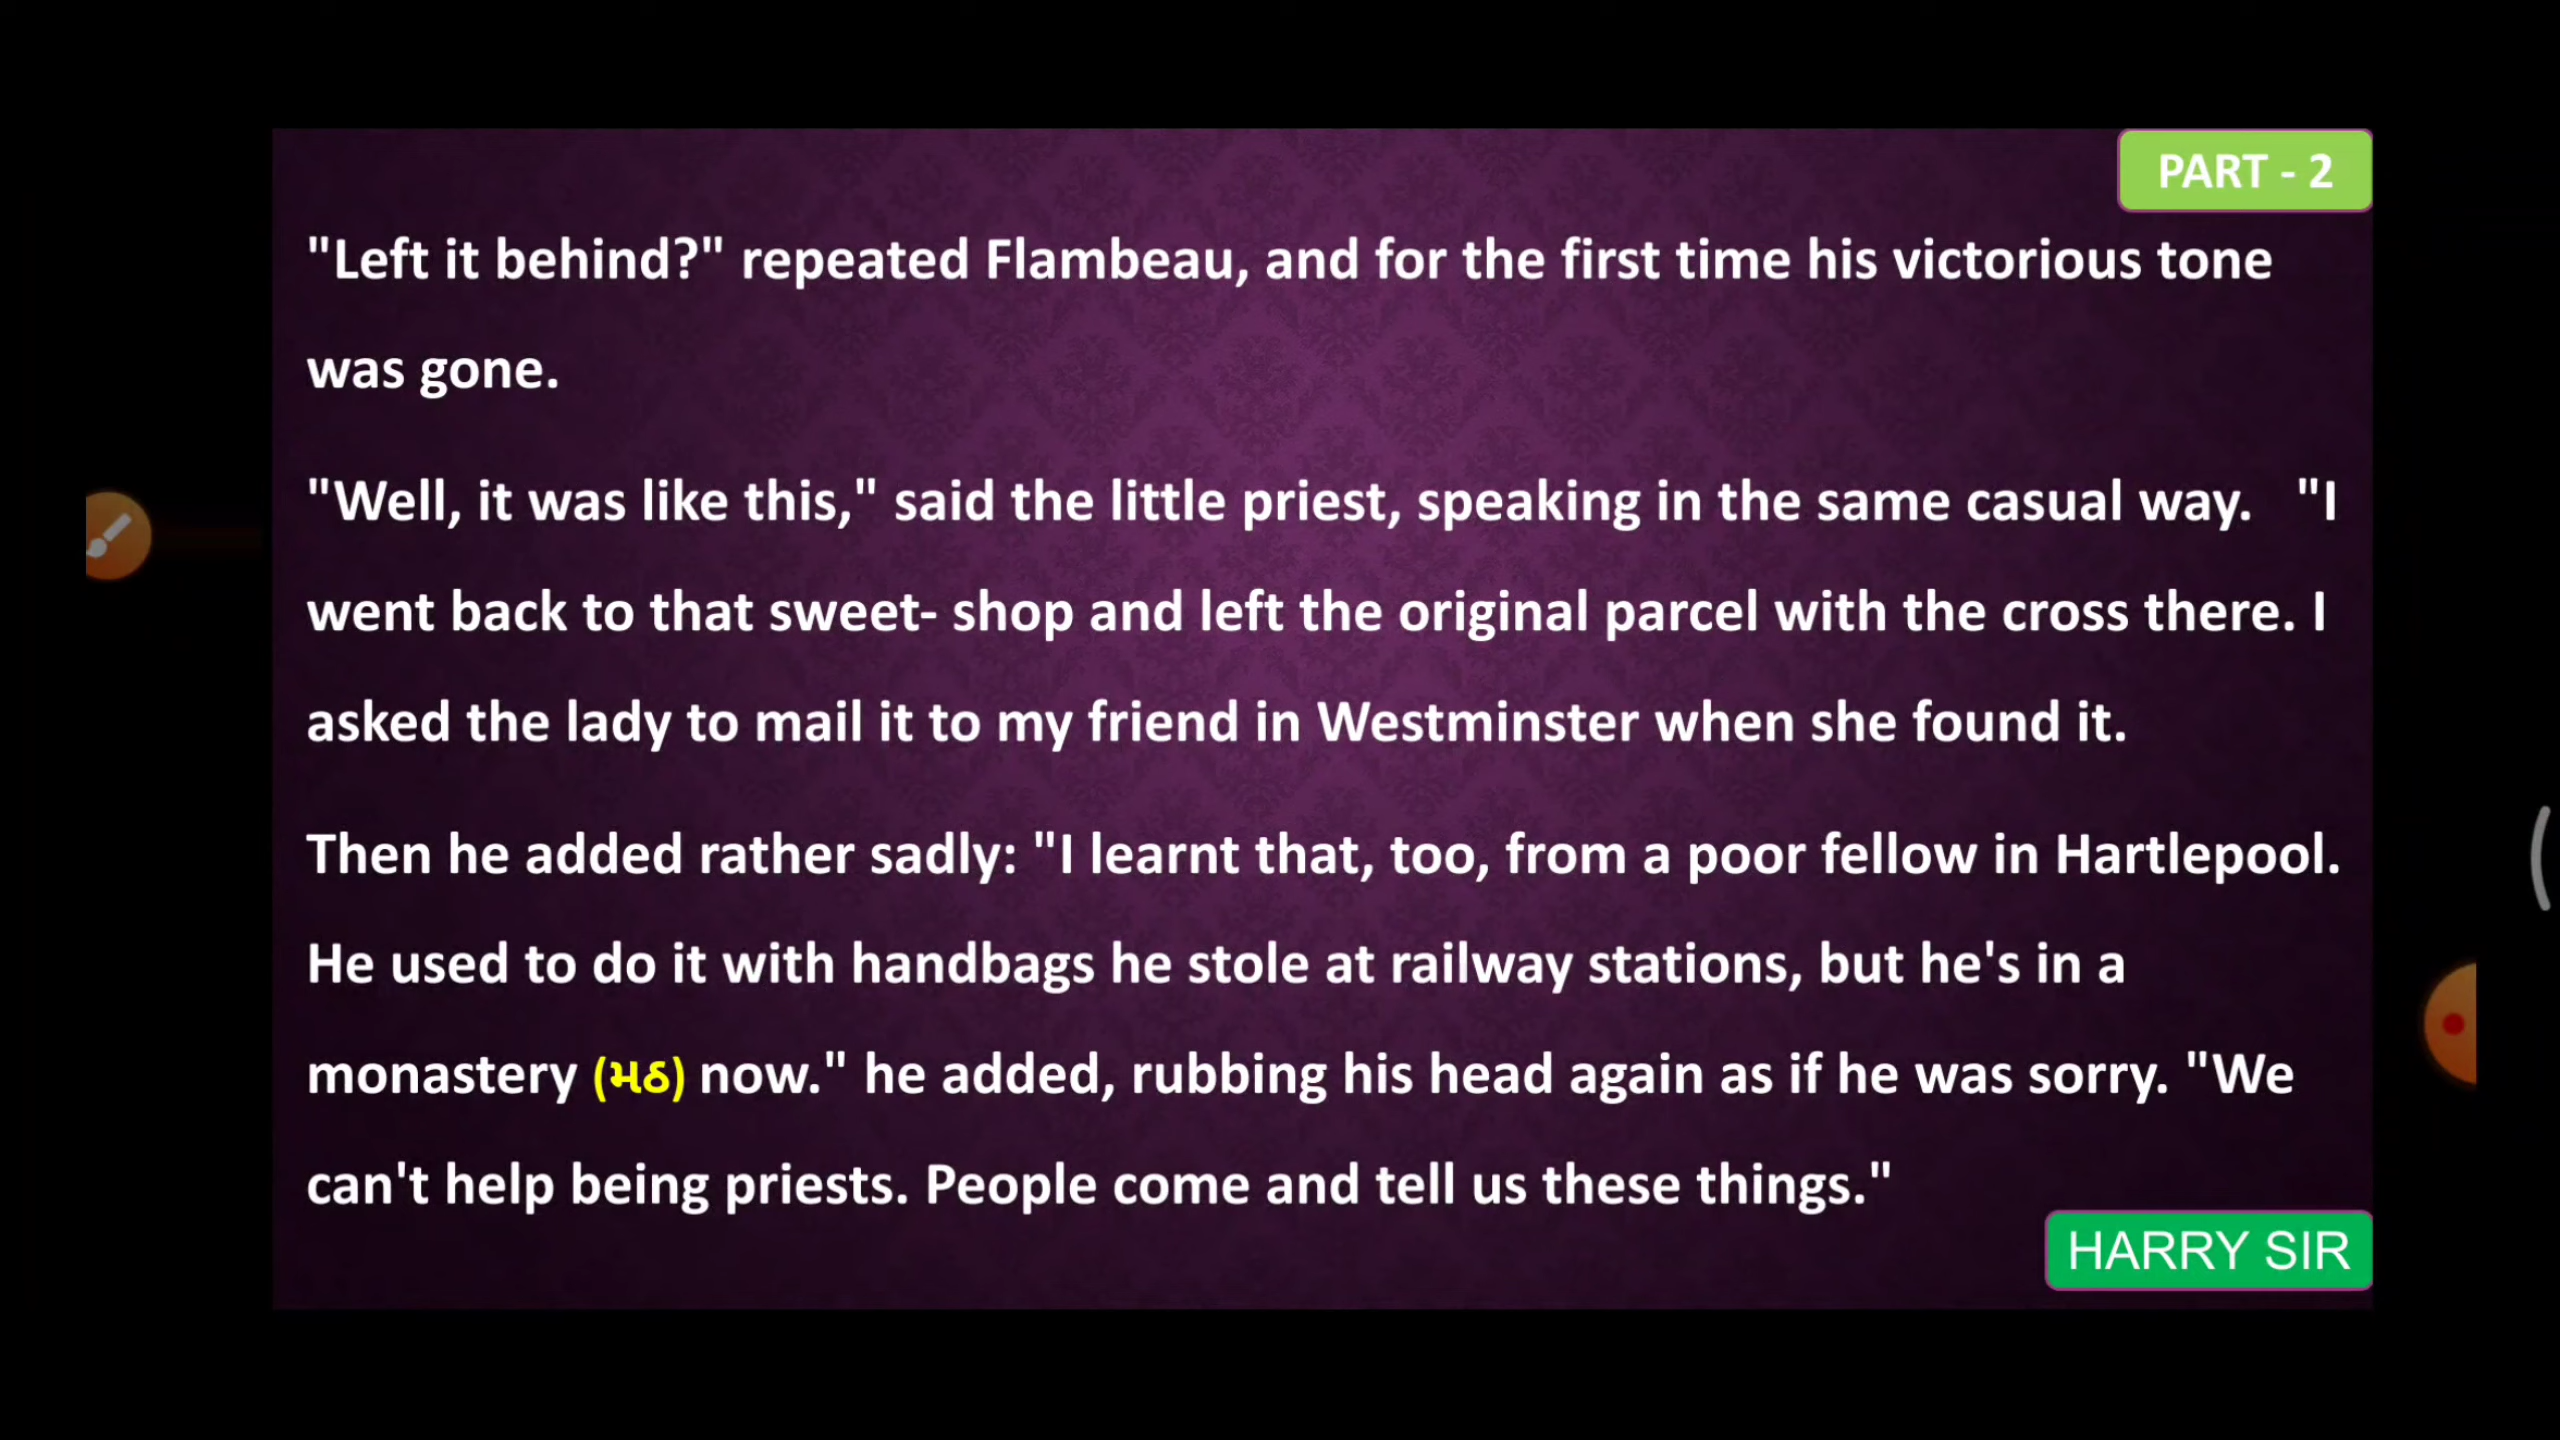 PART - 2
"Left it behind?" repeated Flambeau, and for the first time his victorious tone
was gone.
"Well, it was like this," said the little priest, speaking in the same casual way.   "I
went back to that sweet- shop and left the original parcel with the cross there. I
asked the lady to mail it to my friend in Westminster when she found it.
Then he added rather sadly: "I learnt that, too, from a poor fellow in Hartlepool.
He used to do it with handbags he stole at railway stations, but he's in a
monastery (મઠ) now." he added, rubbing his head again as if he was sorry. "We
can't help being priests. People come and tell us these things."
HARRY SIR